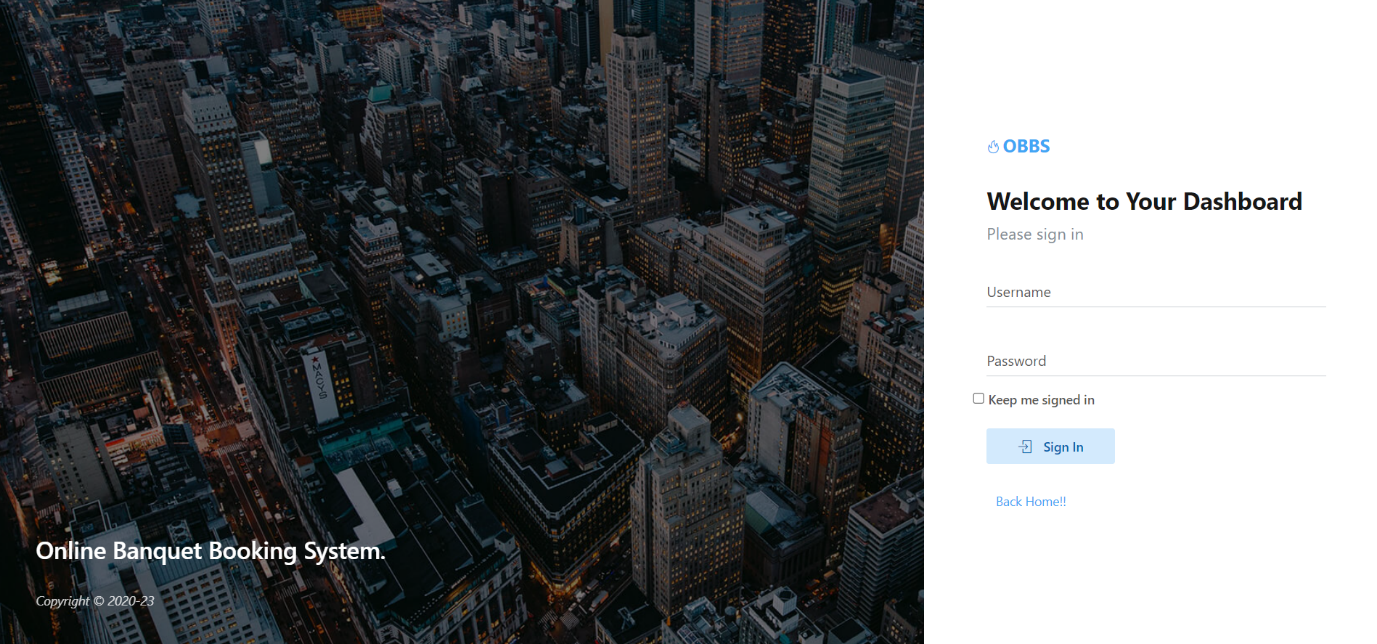 OBBS
Welcome to Your Dashboard
Please sign in
Username
Password
Keep me signed in
Sign In
Back Home!!
★ MACY'S
Online Banquet Booking System.
Copyright © 2020-23